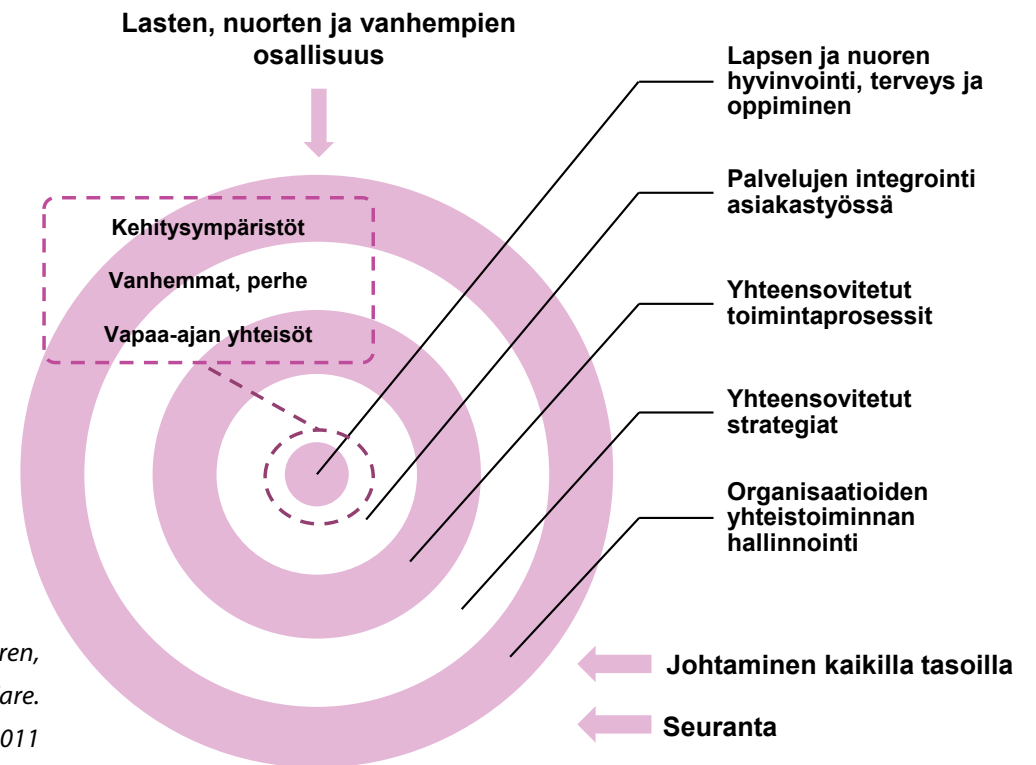 Lasten, nuorten ja vanhempien
osallisuus
Kehitysympäristöt
Vanhemmat, perhe
Vapaa-ajan yhteisöt
Lapsen ja nuoren
hyvinvointi, terveys ja
oppiminen
Palvelujen integrointi
asiakastyössä
Yhteensovitetut
toimintaprosessit
Yhteensovitetut
strategiat
Organisaatioiden
yhteistoiminnan
hallinnointi
Johtaminen kaikilla tasoilla
Seuranta